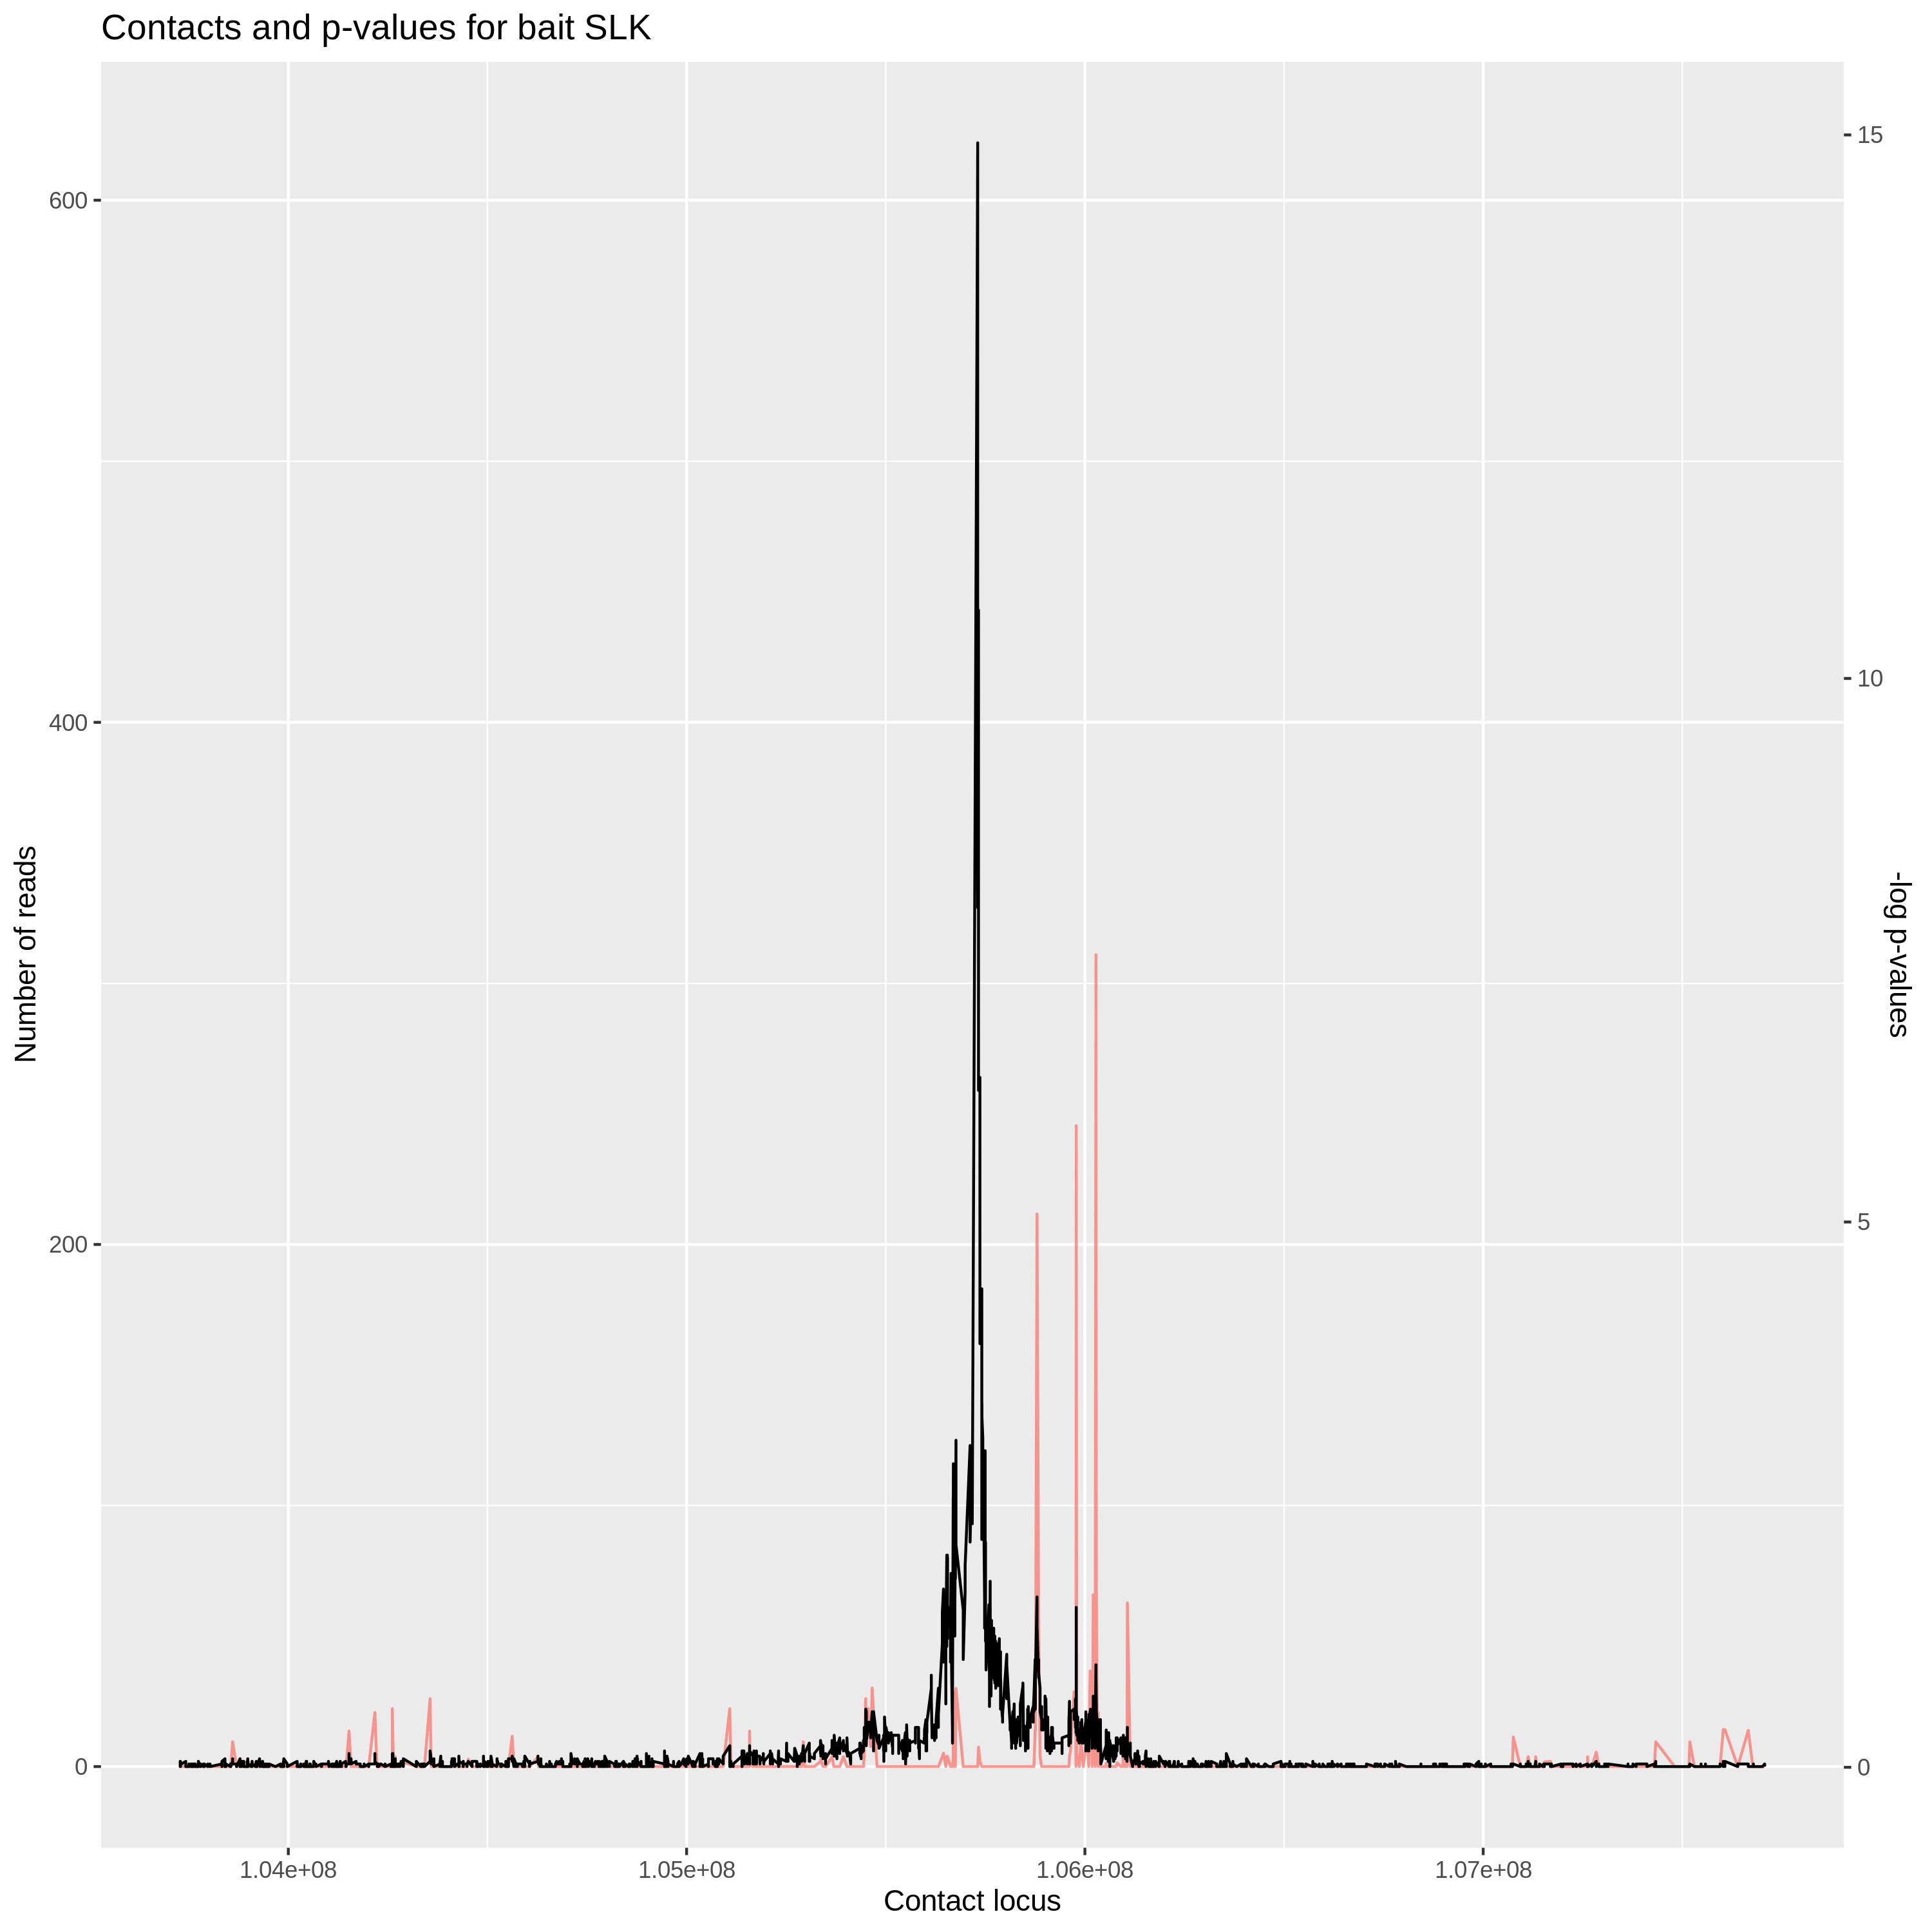 Contacts and p-values for bait SLK
600
400
200
0
15
10
5
0
Number of reads
-log p-values
1.04e+08
1.05e+08
1.06e+08
1.07e+08
Contact locus